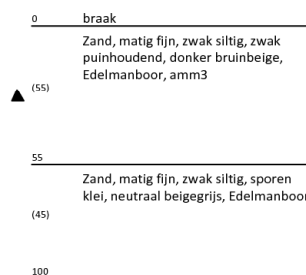 0 braak
Zand, matig fijn, zwak siltig, zwak
puinhoudend, donker bruinbeige,
Edelmanboor, amm3
(55)
55
Zand, matig fijn, zwak siltig, sporen
klei, neutraal beigegrijs, Edelmanboor
(45)
100